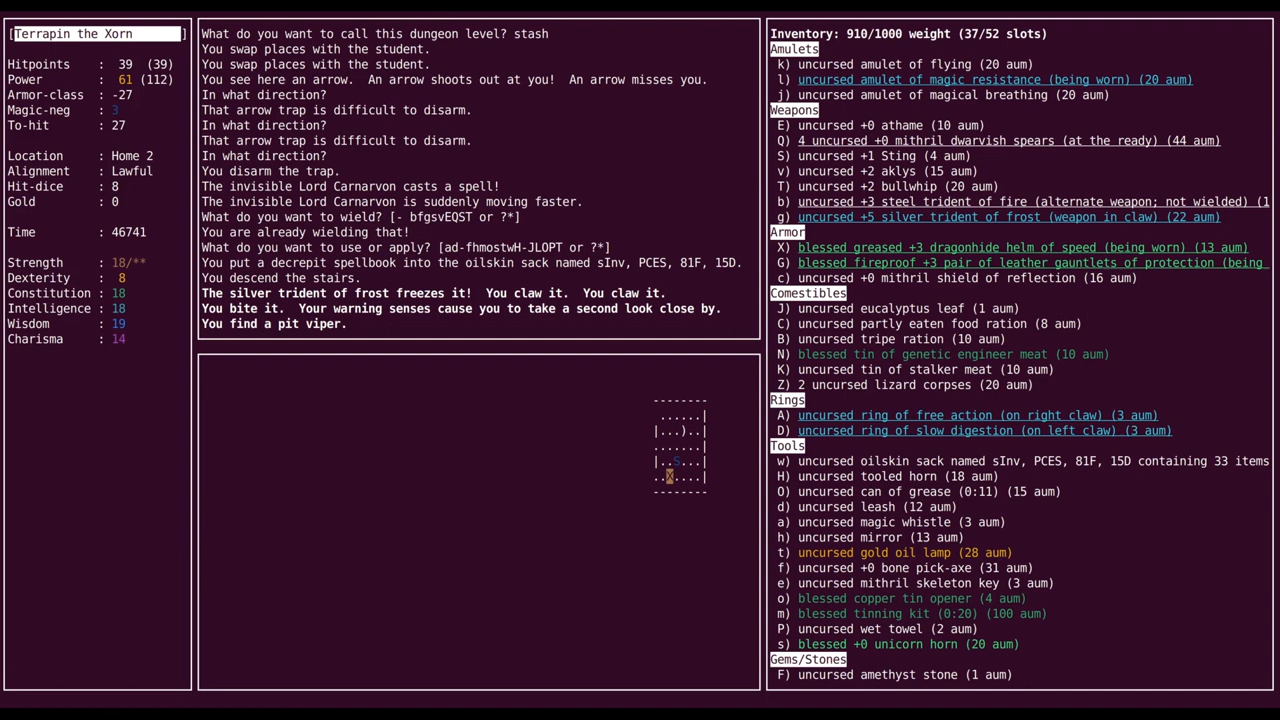 [Terrapin the Xorn ]
Hitpoints : 39 (39)
Power : 61 (112)
Armor-class : -27
Magic-neg : 3
To-hit : 27
Location : Home 2
Alignment : Lawful
Hit-dice : 8
Gold : 0
Time : 46741
Strength : 18/**
Dexterity : 8
Constitution : 18
Intelligence : 18
Wisdom : 19
Charisma : 14
What do you want to call this dungeon level? stash
You swap places with the student.
You swap places with the student.
You see here an arrow.  An arrow shoots out at you!  An arrow misses you.
In what direction?
That arrow trap is difficult to disarm.
In what direction?
That arrow trap is difficult to disarm.
In what direction?
You disarm the trap.
The invisible Lord Carnarvon casts a spell!
The invisible Lord Carnarvon is suddenly moving faster.
What do you want to wield? [- bfgsvEQST or ?*]
You are already wielding that!
What do you want to use or apply? [ad-fhmostwH-JLOPT or ?*]
You put a decrepit spellbook into the oilskin sack named sInv, PCES, 81F, 15D.
You descend the stairs.
The silver trident of frost freezes it!  You claw it.  You claw it.
You bite it.  Your warning senses cause you to take a second look close by.
You find a pit viper.
--------
......|
|...)..|
.......|
|..S...|
..X....|
--------
Inventory: 910/1000 weight (37/52 slots)
Amulets
k) uncursed amulet of flying (20 aum)
l) uncursed amulet of magic resistance (being worn) (20 aum)
j) uncursed amulet of magical breathing (20 aum)
Weapons
E) uncursed +0 athame (10 aum)
Q) 4 uncursed +0 mithril dwarvish spears (at the ready) (44 aum)
S) uncursed +1 Sting (4 aum)
v) uncursed +2 aklys (15 aum)
T) uncursed +2 bullwhip (20 aum)
b) uncursed +3 steel trident of fire (alternate weapon; not wielded) (1
g) uncursed +5 silver trident of frost (weapon in claw) (22 aum)
Armor
X) blessed greased +3 dragonhide helm of speed (being worn) (13 aum)
G) blessed fireproof +3 pair of leather gauntlets of protection (being
c) uncursed +0 mithril shield of reflection (16 aum)
Comestibles
J) uncursed eucalyptus leaf (1 aum)
C) uncursed partly eaten food ration (8 aum)
B) uncursed tripe ration (10 aum)
N) blessed tin of genetic engineer meat (10 aum)
K) uncursed tin of stalker meat (10 aum)
Z) 2 uncursed lizard corpses (20 aum)
Rings
A) uncursed ring of free action (on right claw) (3 aum)
D) uncursed ring of slow digestion (on left claw) (3 aum)
Tools
w) uncursed oilskin sack named sInv, PCES, 81F, 15D containing 33 items
H) uncursed tooled horn (18 aum)
O) uncursed can of grease (0:11) (15 aum)
d) uncursed leash (12 aum)
a) uncursed magic whistle (3 aum)
h) uncursed mirror (13 aum)
t) uncursed gold oil lamp (28 aum)
f) uncursed +0 bone pick-axe (31 aum)
e) uncursed mithril skeleton key (3 aum)
o) blessed copper tin opener (4 aum)
m) blessed tinning kit (0:20) (100 aum)
P) uncursed wet towel (2 aum)
s) blessed +0 unicorn horn (20 aum)
Gems/Stones
F) uncursed amethyst stone (1 aum)